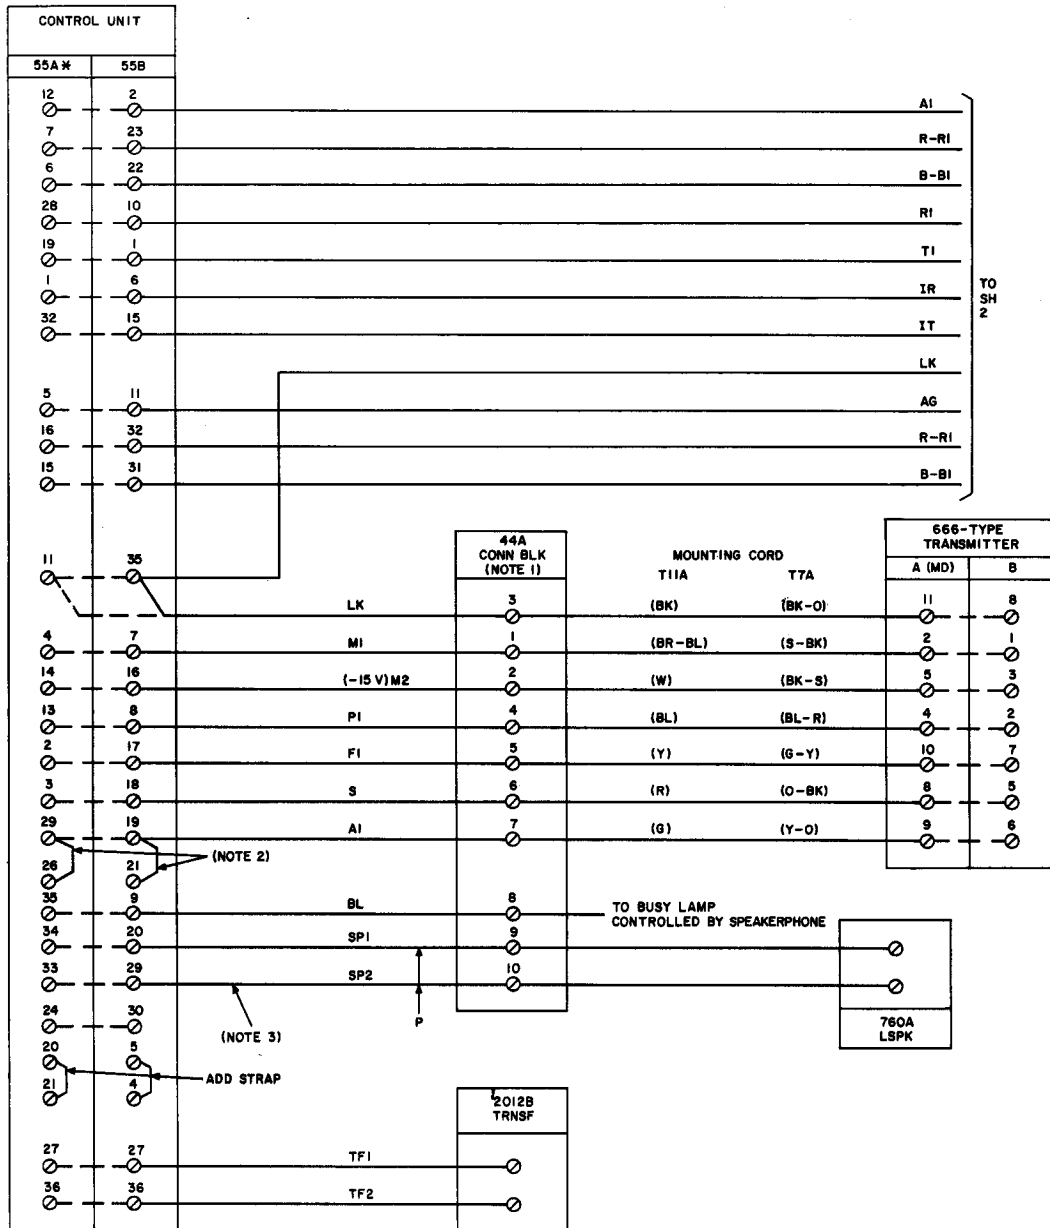 CONTROL UNIT
55A* 55B
12 2 A1
7 23 R-R1
6 22 B-B1
28 10 R1
19 1 T1
1 6 IR
32 15 IT
TO
SH
2
LK
5 11 AG
16 32 R-R1
15 31 B-B1
44A
CONN BLK
(NOTE 1)
MOUNTING CORD
T11A T7A
666-TYPE
TRANSMITTER
A (MD) B
11 35
LK 3 (BK) (BK-O) 11 8
4 7 M1 1 (BR-BL) (S-BK) 2 1
14 16 (-15 V) M2 2 (W) (BK-S) 5 3
13 8 P1 4 (BL) (BL-R) 4 2
2 17 F1 5 (Y) (G-Y) 10 7
3 18 S 6 (R) (O-BK) 8 5
29 19 A1 7 (G) (Y-O) 9 6
(NOTE 2)
26 21
35 9 BL 8
TO BUSY LAMP
CONTROLLED BY SPEAKERPHONE
34 20 SP1 9
33 29 SP2 10
(NOTE 3)
P
760A
LSPK
24 30
20 5
ADD STRAP
21 4
2012B
TRNSF
27 27 TF1
36 36 TF2